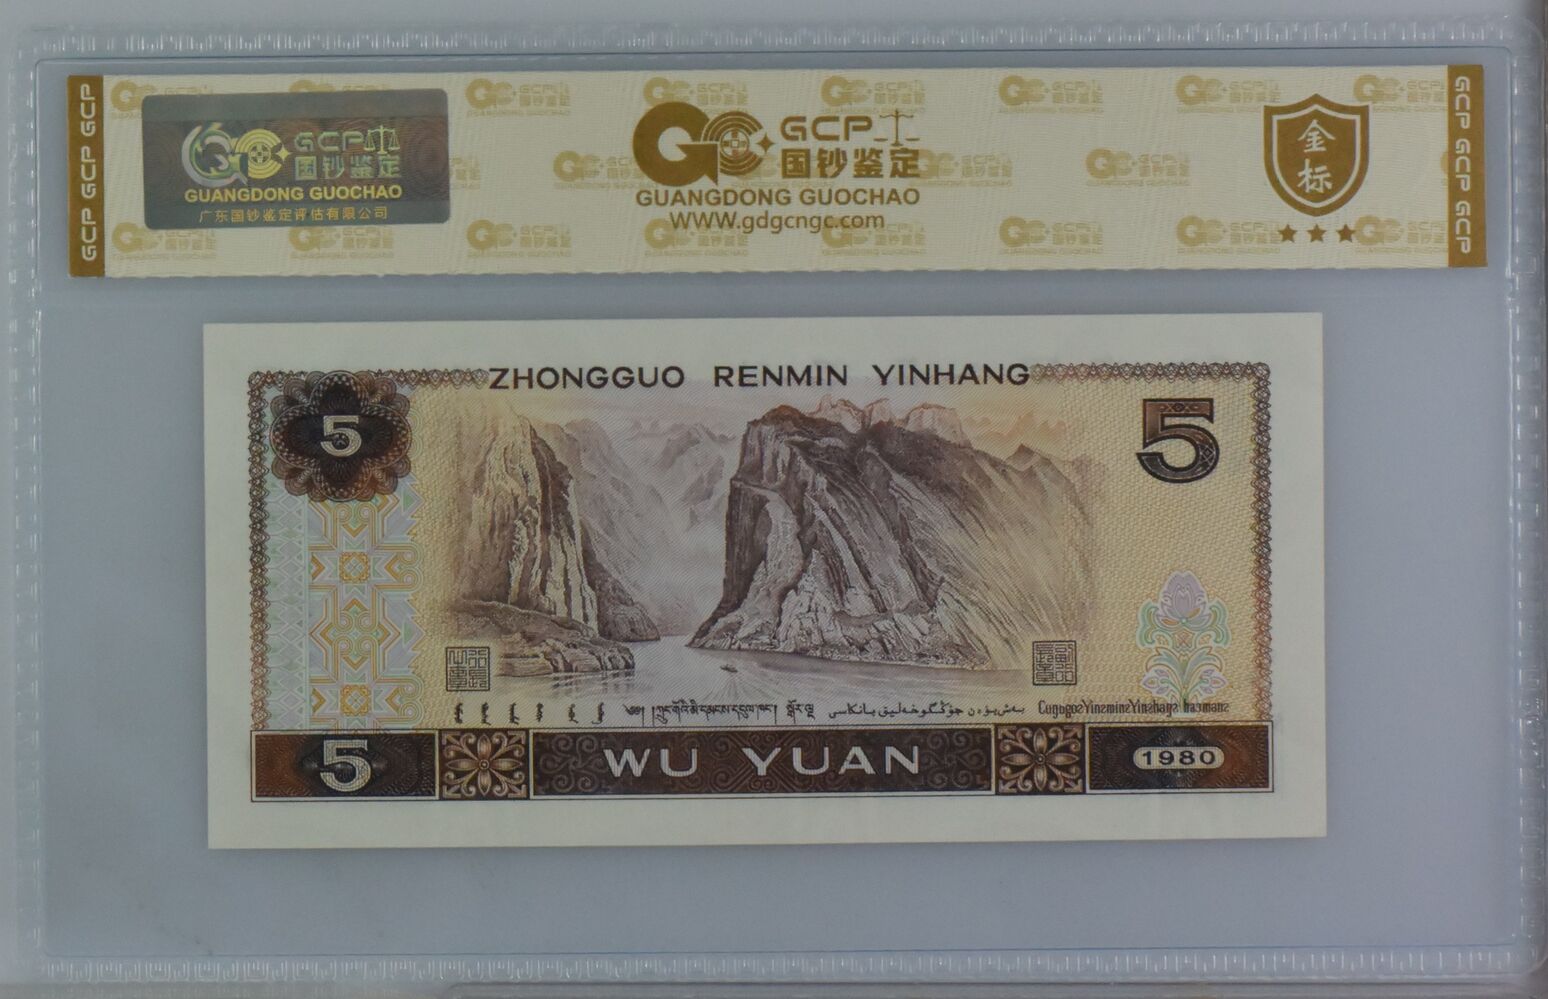 GCP GCP GCP
GCP
国钞鉴定
GUANGDONG GUOCHAO
广东国钞鉴定评估有限公司
GCP
国钞鉴定
GUANGDONG GUOCHAO
WWW.gdgcngc.com
金标
GCP GCP GCP
ZHONGGUO RENMIN YINHANG
5
5
5
WU YUAN
1980